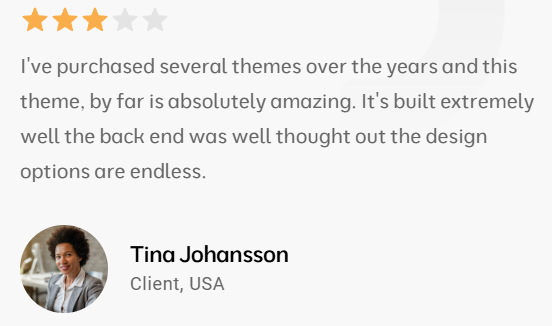 I've purchased several themes over the years and this
theme, by far is absolutely amazing. It's built extremely
well the back end was well thought out the design
options are endless.
Tina Johansson
Client, USA